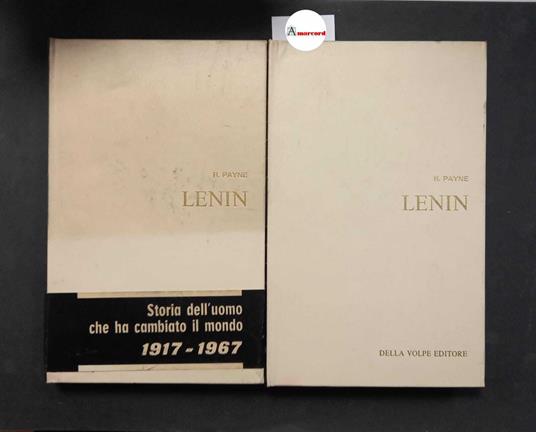 Amarcord
R. PAYNE
LENIN
Storia dell'uomo
che ha cambiato il mondo
1917-1967
R. PAYNE
LENIN
DELLA VOLPE EDITORE